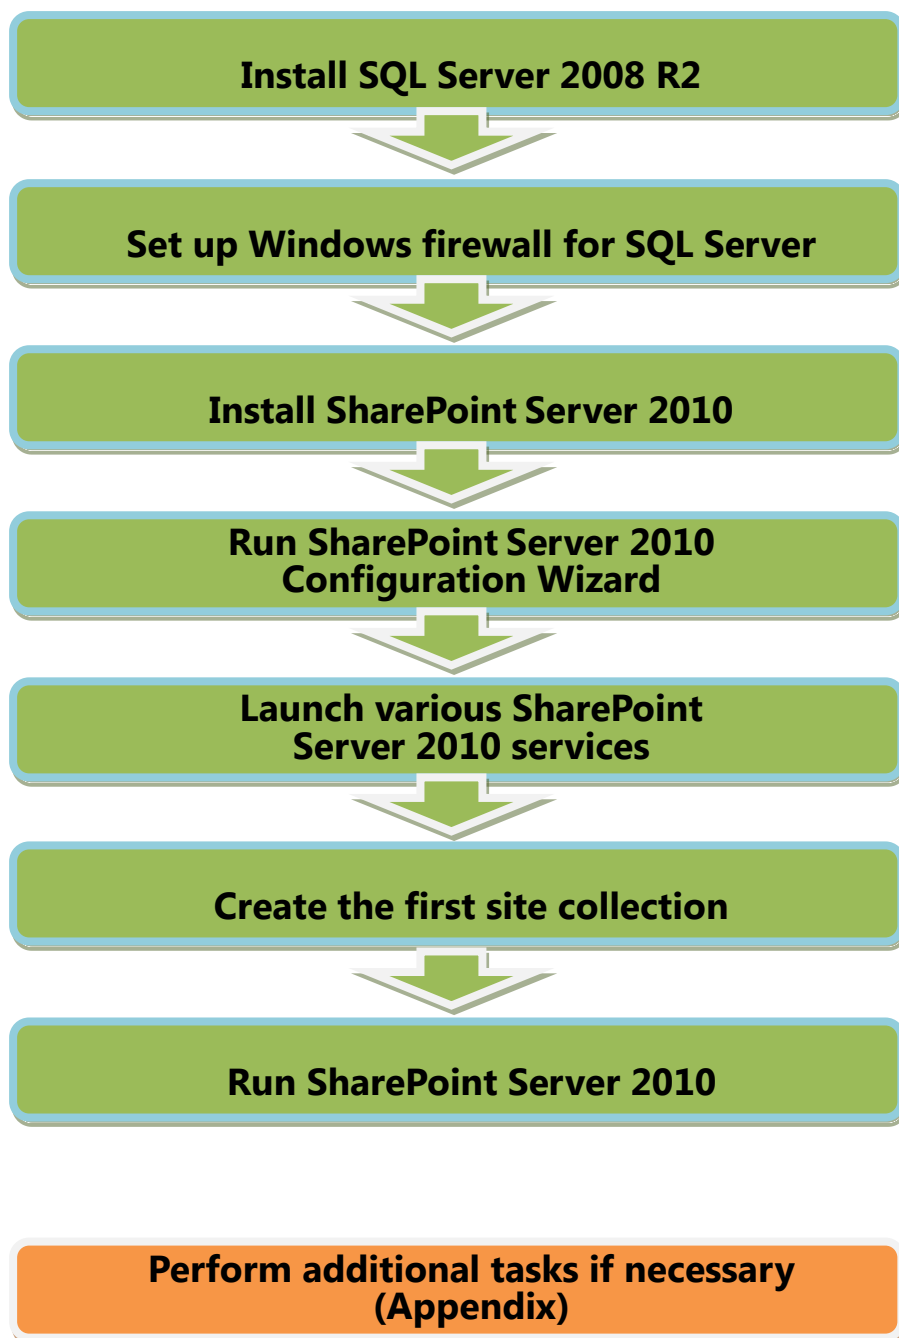 Install SQL Server 2008 R2
Set up Windows firewall for SQL Server
Install SharePoint Server 2010
Run SharePoint Server 2010
Configuration Wizard
Launch various SharePoint
Server 2010 services
Create the first site collection
Run SharePoint Server 2010
Perform additional tasks if necessary
(Appendix)